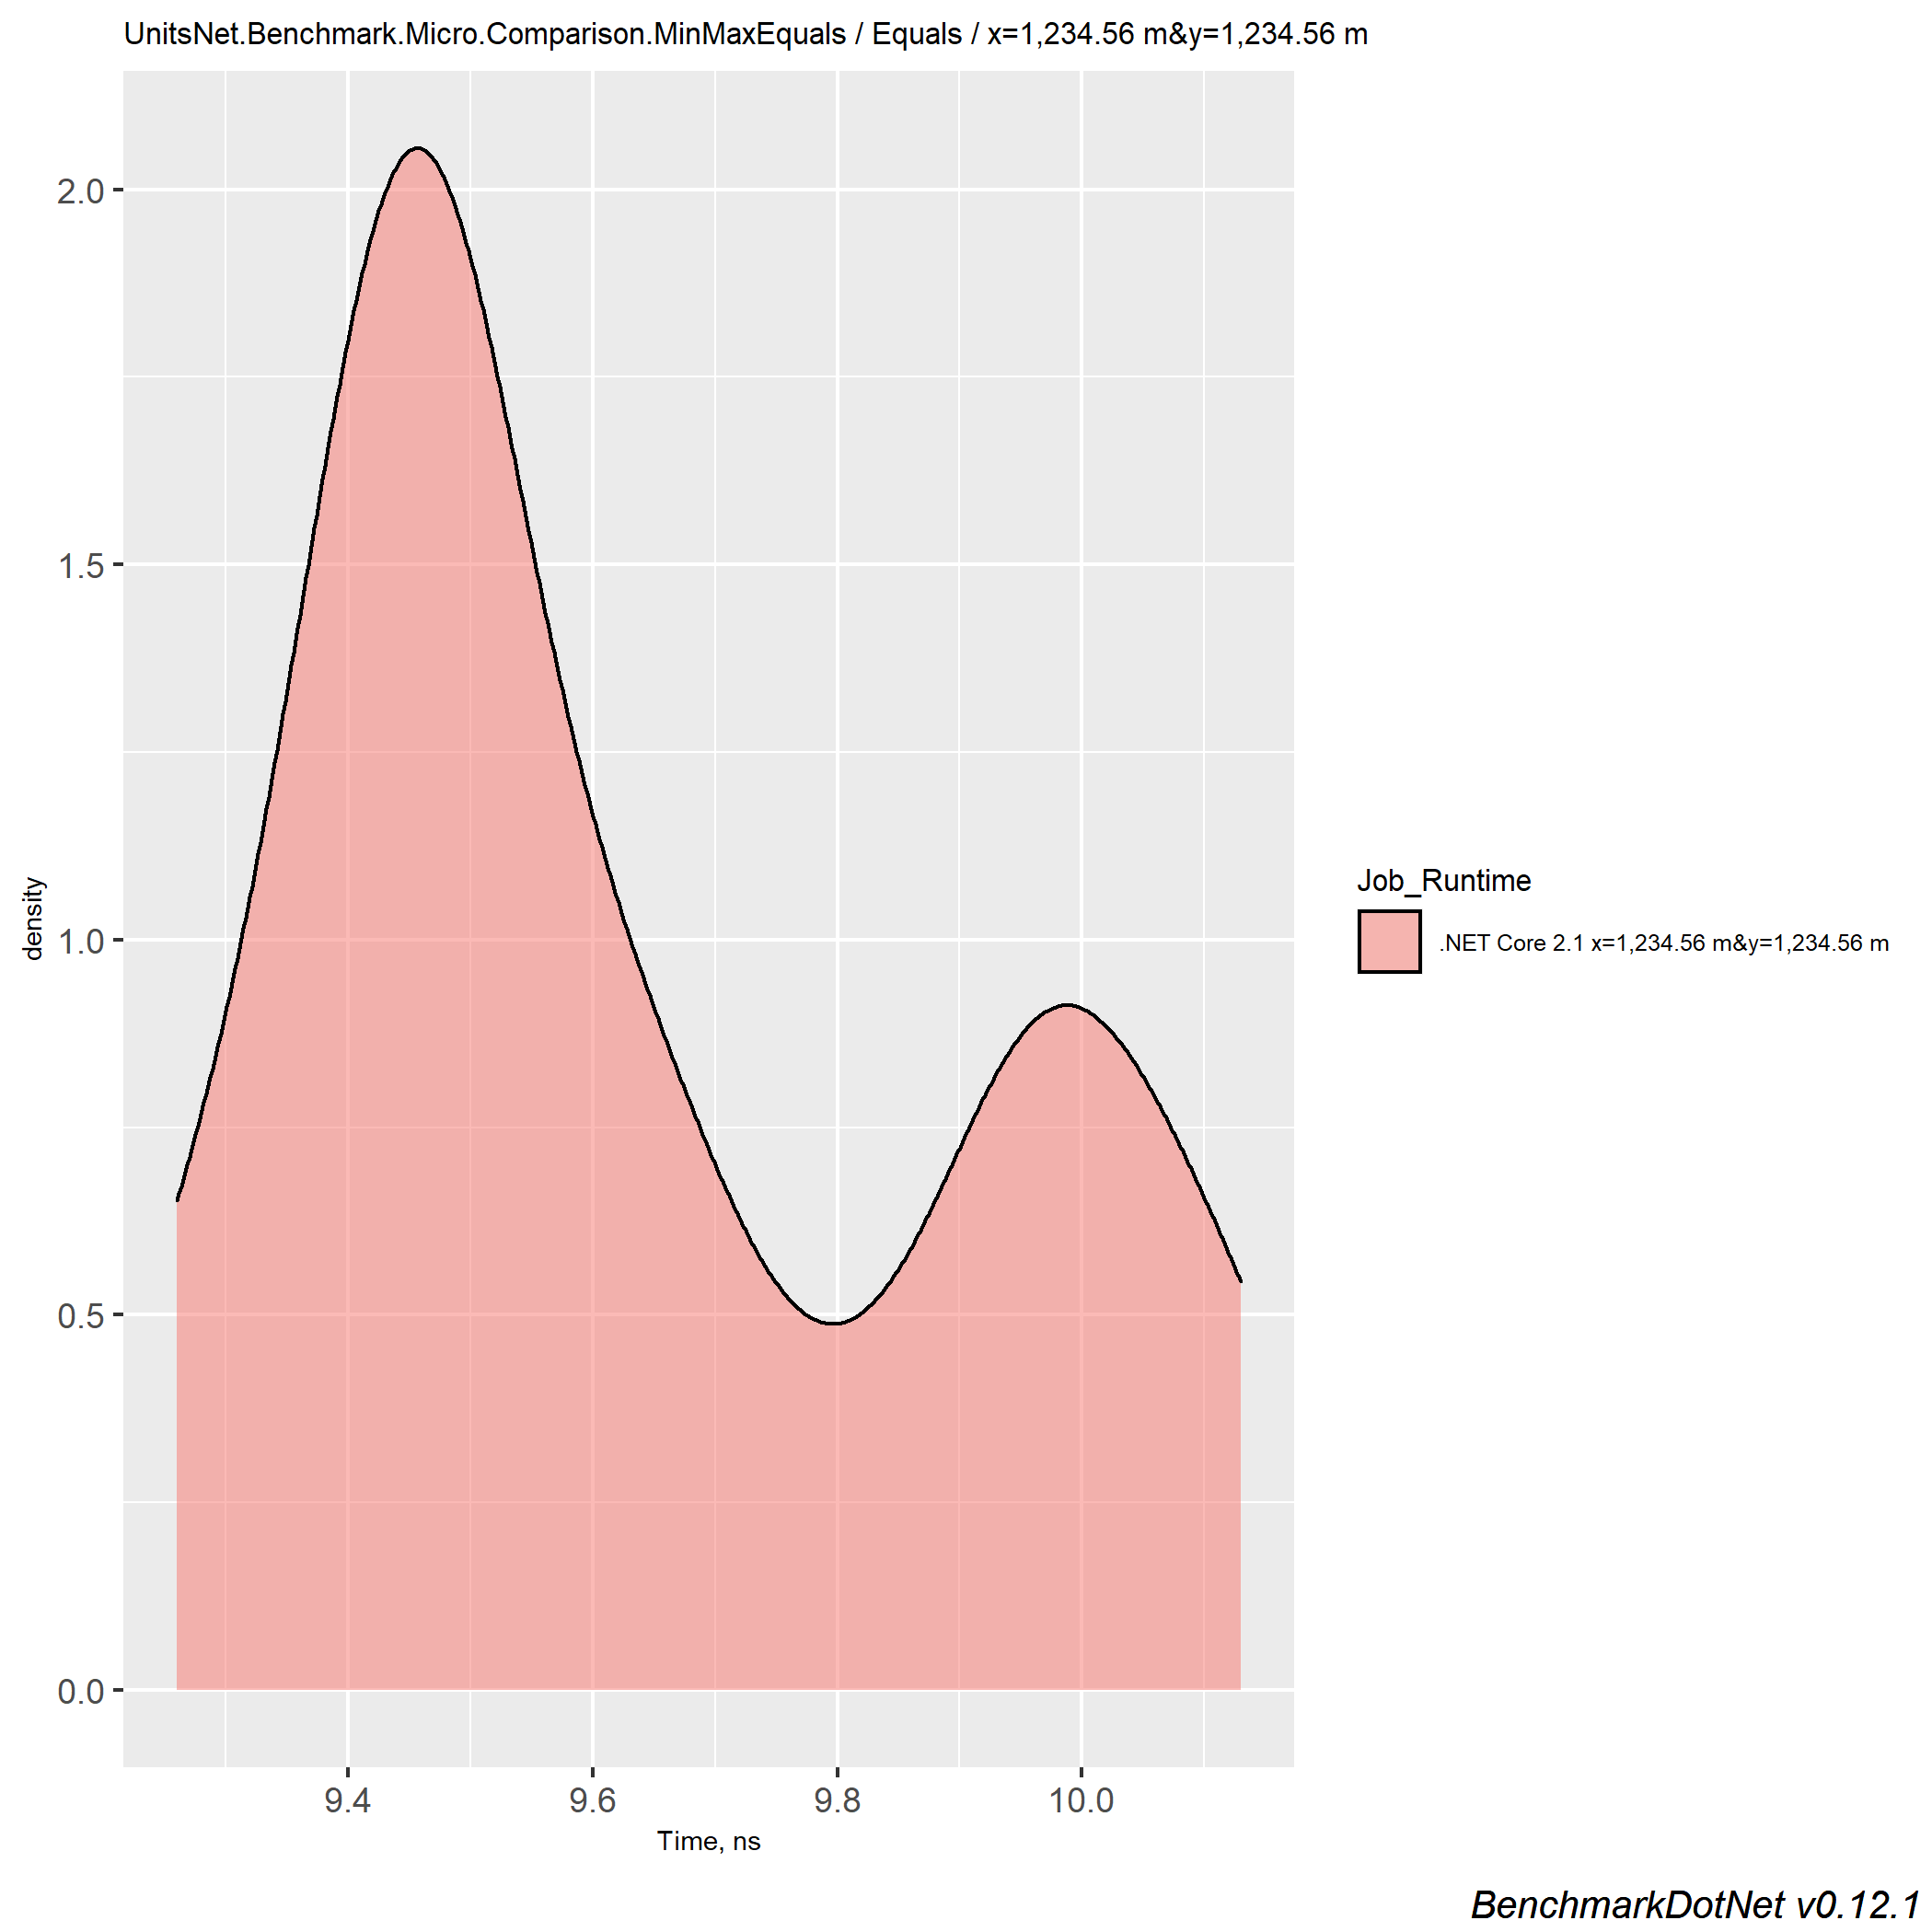 UnitsNet.Benchmark.Micro.Comparison.MinMaxEquals / Equals / x=1,234.56 m&y=1,234.56 m
2.0
1.5
1.0
0.5
0.0
density
9.4 9.6 9.8 10.0
Time, ns
Job_Runtime
.NET Core 2.1 x=1,234.56 m&y=1,234.56 m
BenchmarkDotNet v0.12.1